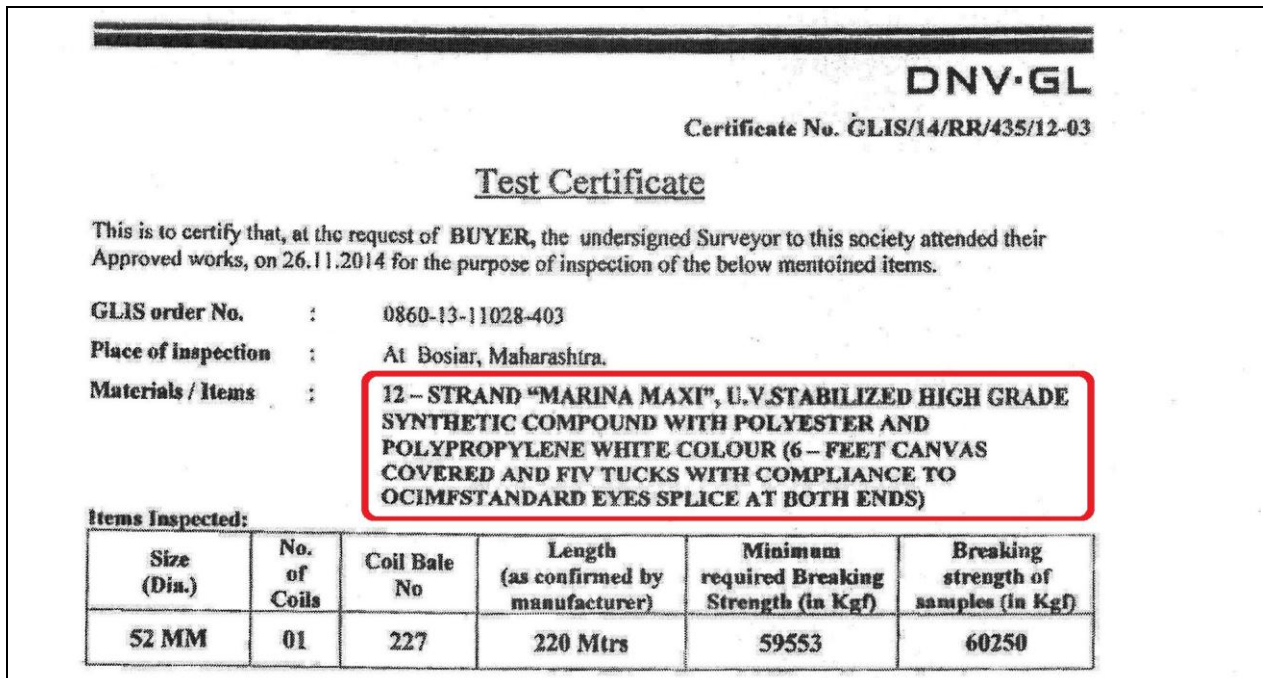 DNV·GL
Certificate No. GLIS/14/RR/435/12-03
Test Certificate
This is to certify that, at the request of BUYER, the undersigned Surveyor to this society attended their
Approved works, on 26.11.2014 for the purpose of inspection of the below mentoined items.
GLIS order No. : 0860-13-11028-403
Place of inspection : At Bosiar, Maharashtra.
Materials / Items : 12 – STRAND “MARINA MAXI”, U.V.STABILIZED HIGH GRADE
SYNTHETIC COMPOUND WITH POLYESTER AND
POLYPROPYLENE WHITE COLOUR (6 – FEET CANVAS
COVERED AND FIV TUCKS WITH COMPLIANCE TO
OCIMFSTANDARD EYES SPLICE AT BOTH ENDS)
Items Inspected:
Size (Dia.) No. of Coils Coil Bale No Length (as confirmed by manufacturer) Minimum required Breaking Strength (in Kgf) Breaking strength of samples (in Kgf)
52 MM 01 227 220 Mtrs 59553 60250